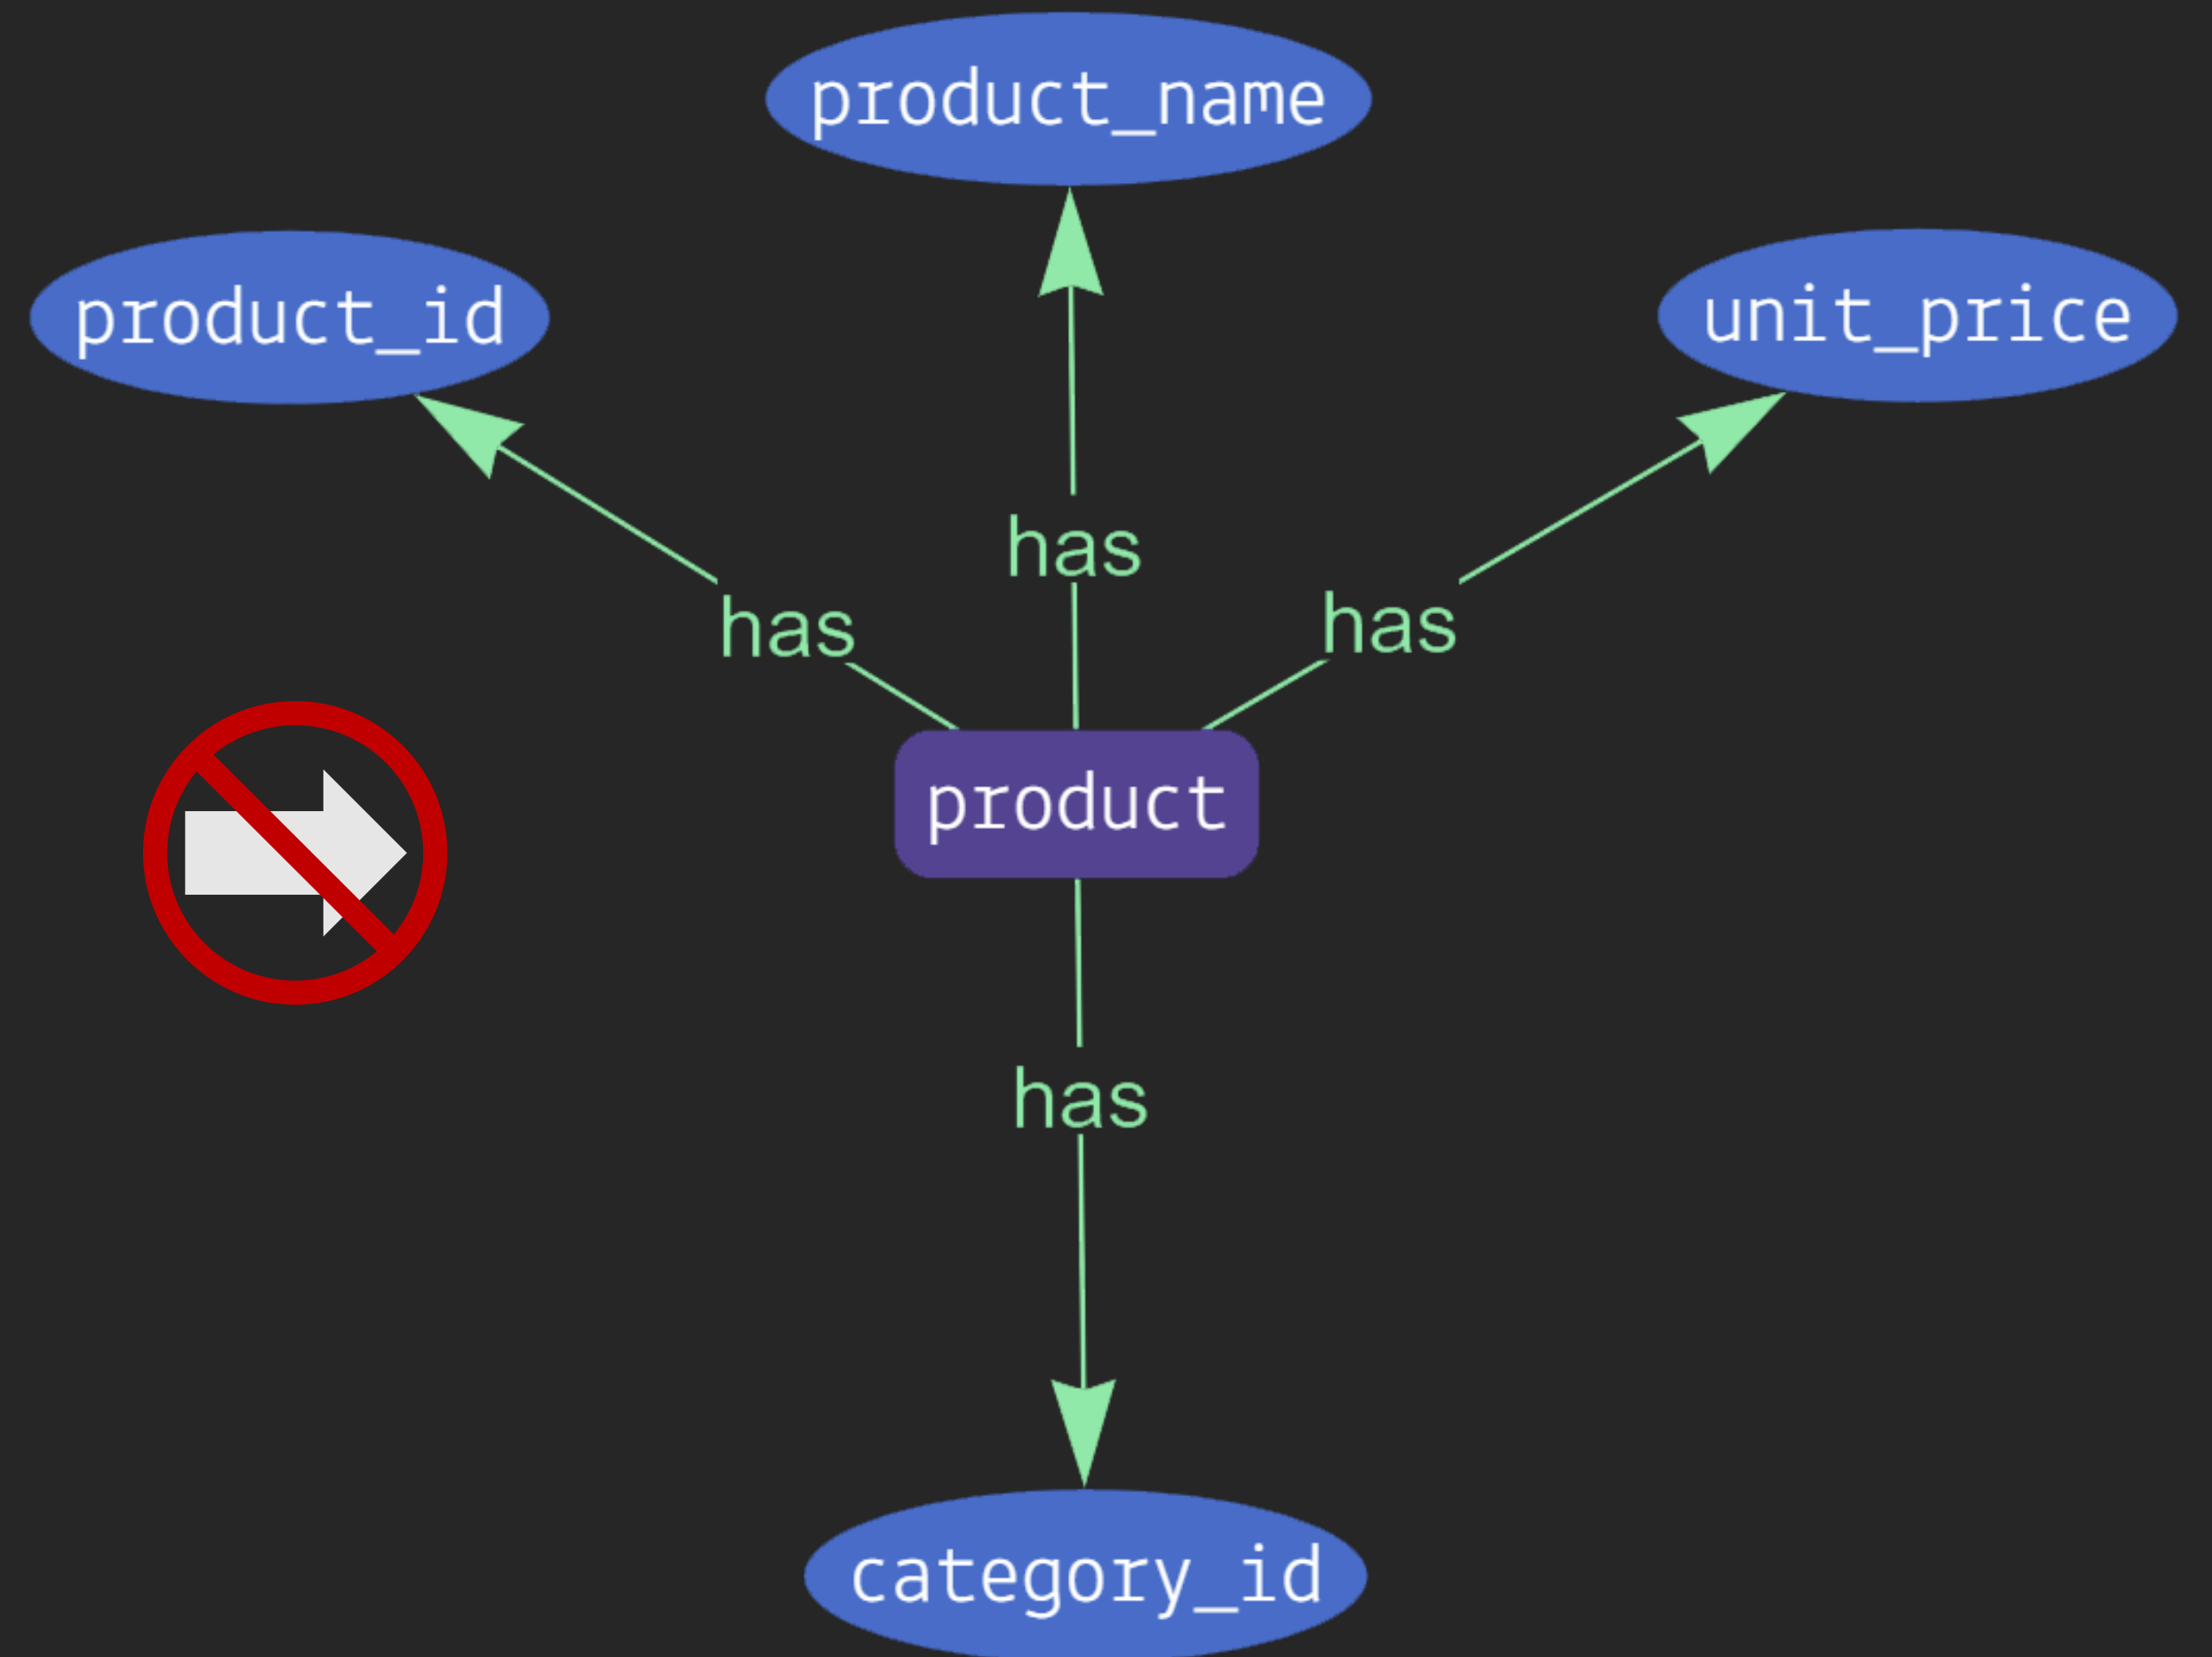 product_name
product_id
unit_price
has
has
has
product
has
category_id